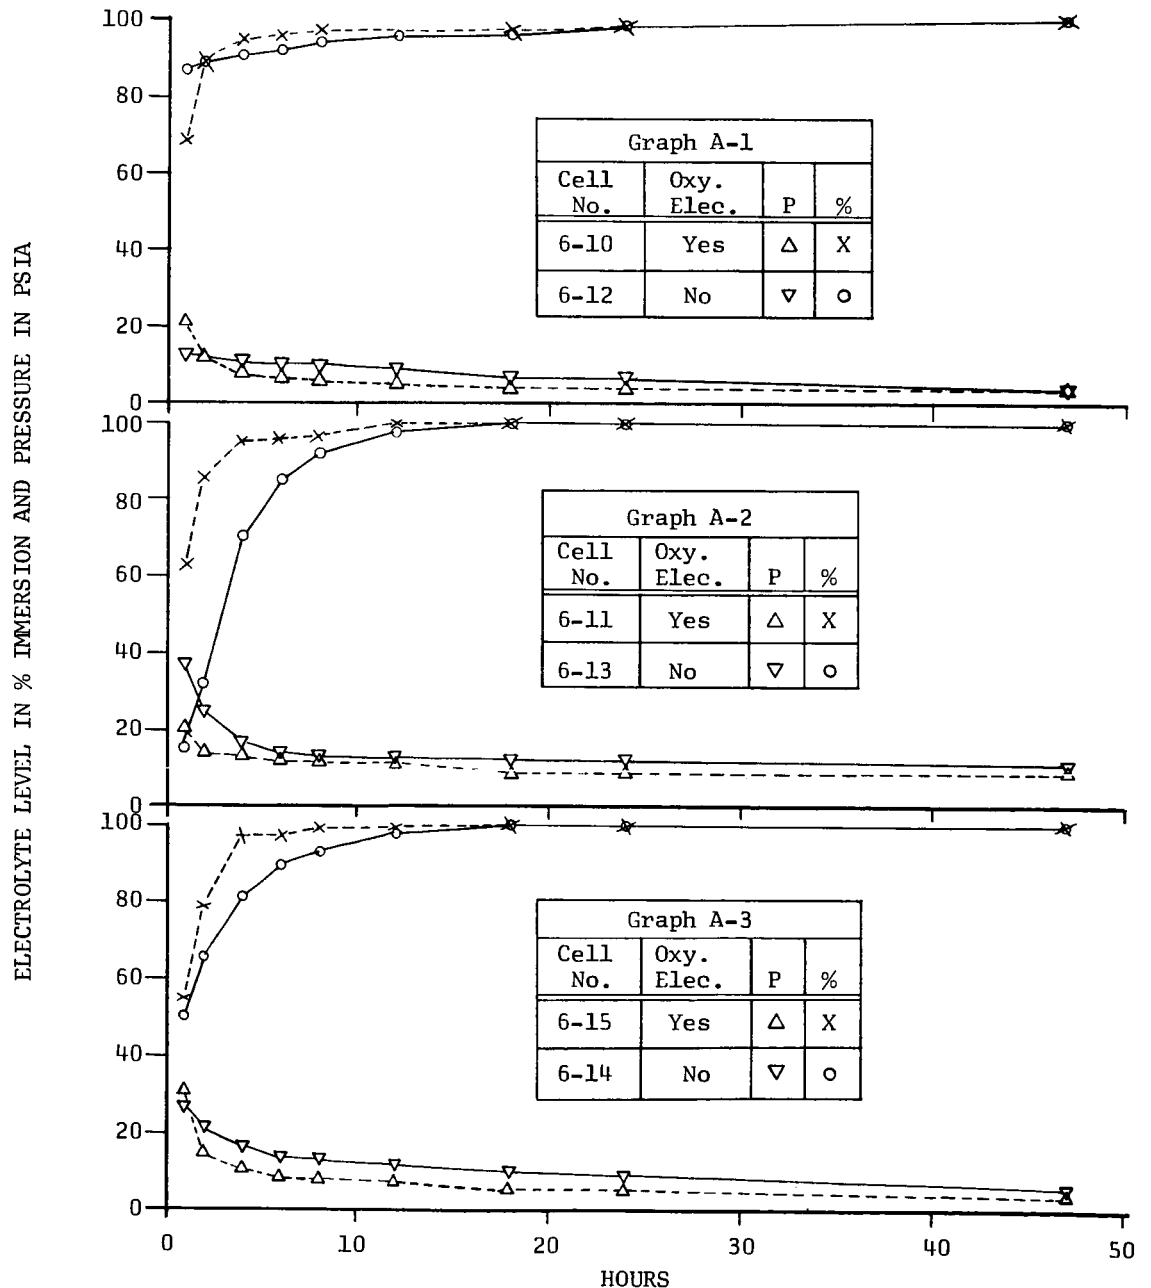 ELECTROLYTE LEVEL IN % IMMERSION AND PRESSURE IN PSIA
100
80
60
40
20
0
Graph A-1
Cell No. Oxy. Elec. P %
6-10 Yes △ X
6-12 No ▽ O
100
80
60
40
20
0
Graph A-2
Cell No. Oxy. Elec. P %
6-11 Yes △ X
6-13 No ▽ O
100
80
60
40
20
0
Graph A-3
Cell No. Oxy. Elec. P %
6-15 Yes △ X
6-14 No ▽ O
0 10 20 30 40 50
HOURS